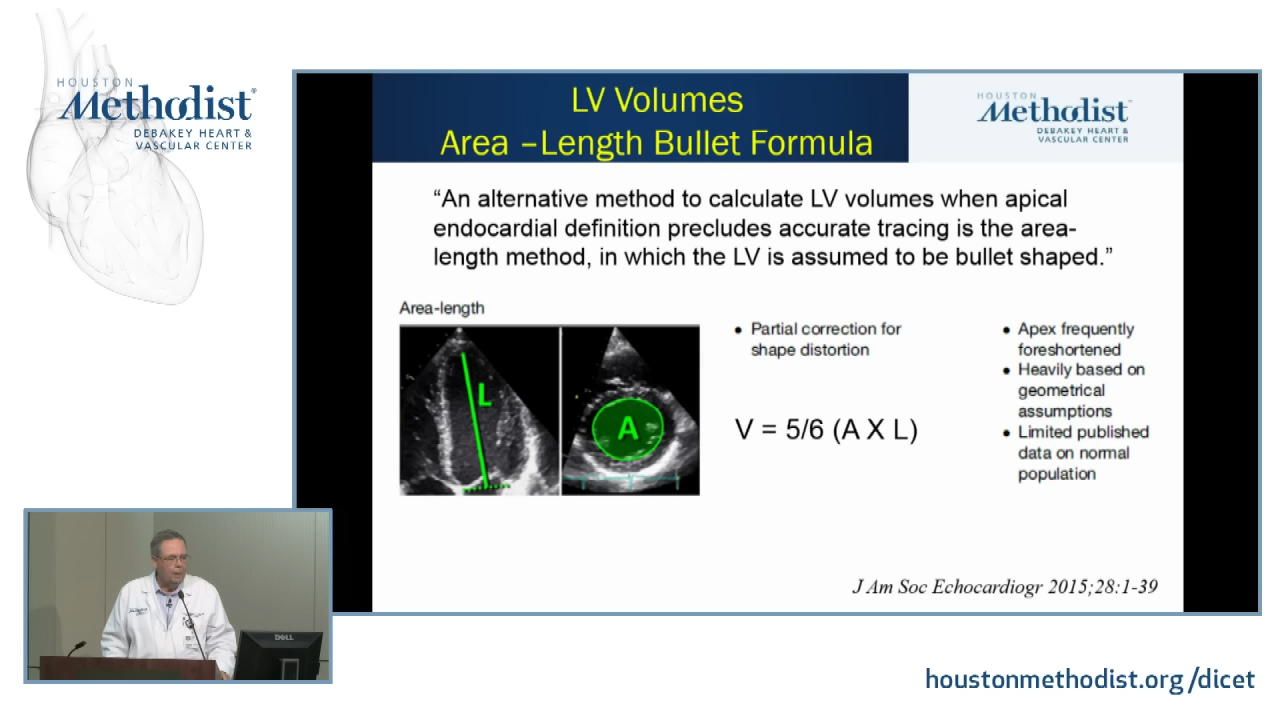 HOUSTON
Methodist
DEBAKEY HEART &
VASCULAR CENTER
LV Volumes
Area –Length Bullet Formula
HOUSTON
Methodist
DEBAKEY HEART &
VASCULAR CENTER
“An alternative method to calculate LV volumes when apical
endocardial definition precludes accurate tracing is the area-
length method, in which the LV is assumed to be bullet shaped.”
Area-length
L
A
• Partial correction for
shape distortion
V = 5/6 (A X L)
• Apex frequently
foreshortened
• Heavily based on
geometrical
assumptions
• Limited published
data on normal
population
J Am Soc Echocardiogr 2015;28:1-39
DELL
houstonmethodist.org/dicet